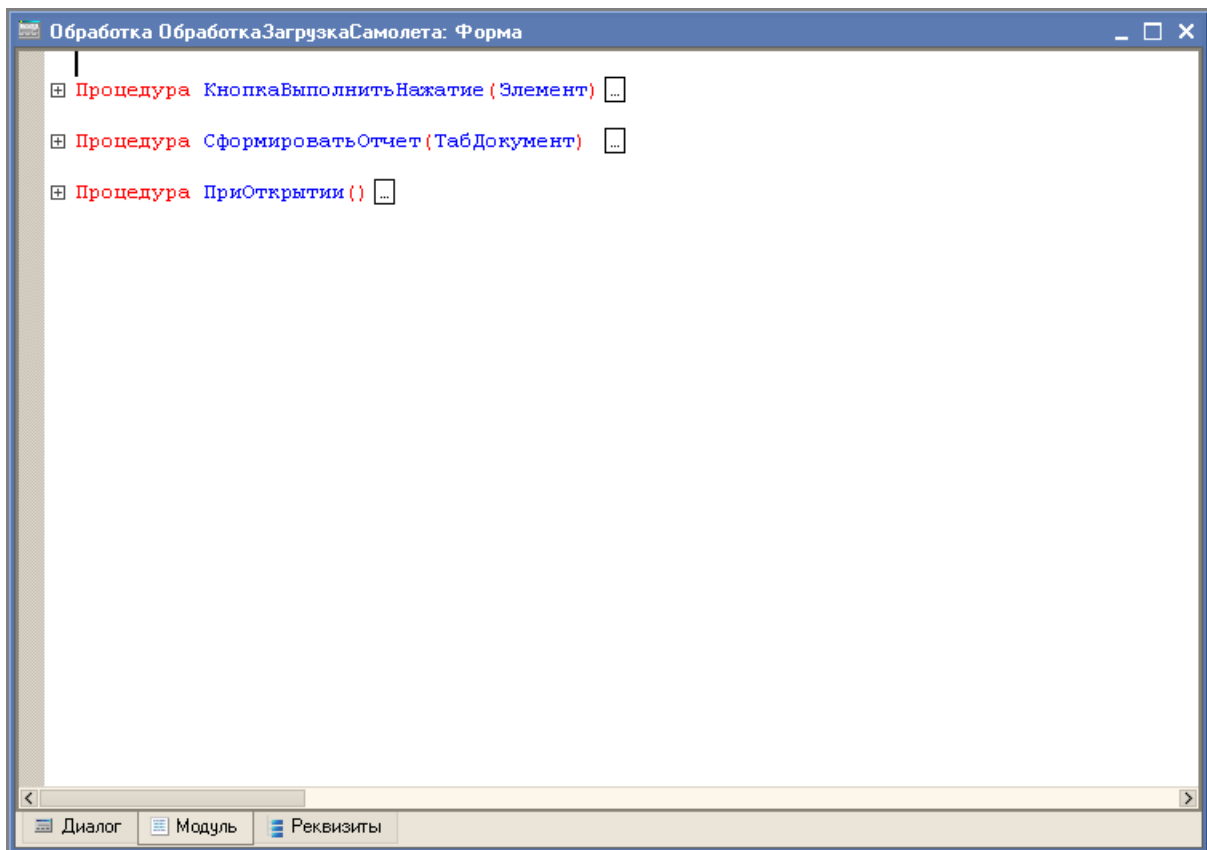 Обработка ОбработкаЗагрузкаСамолета: Форма
Процедура КнопкаВыполнитьНажатие(Элемент) ...
Процедура СформироватьОтчет(ТабДокумент) ...
Процедура ПриОткрытии() ...
Диалог Модуль Реквизиты